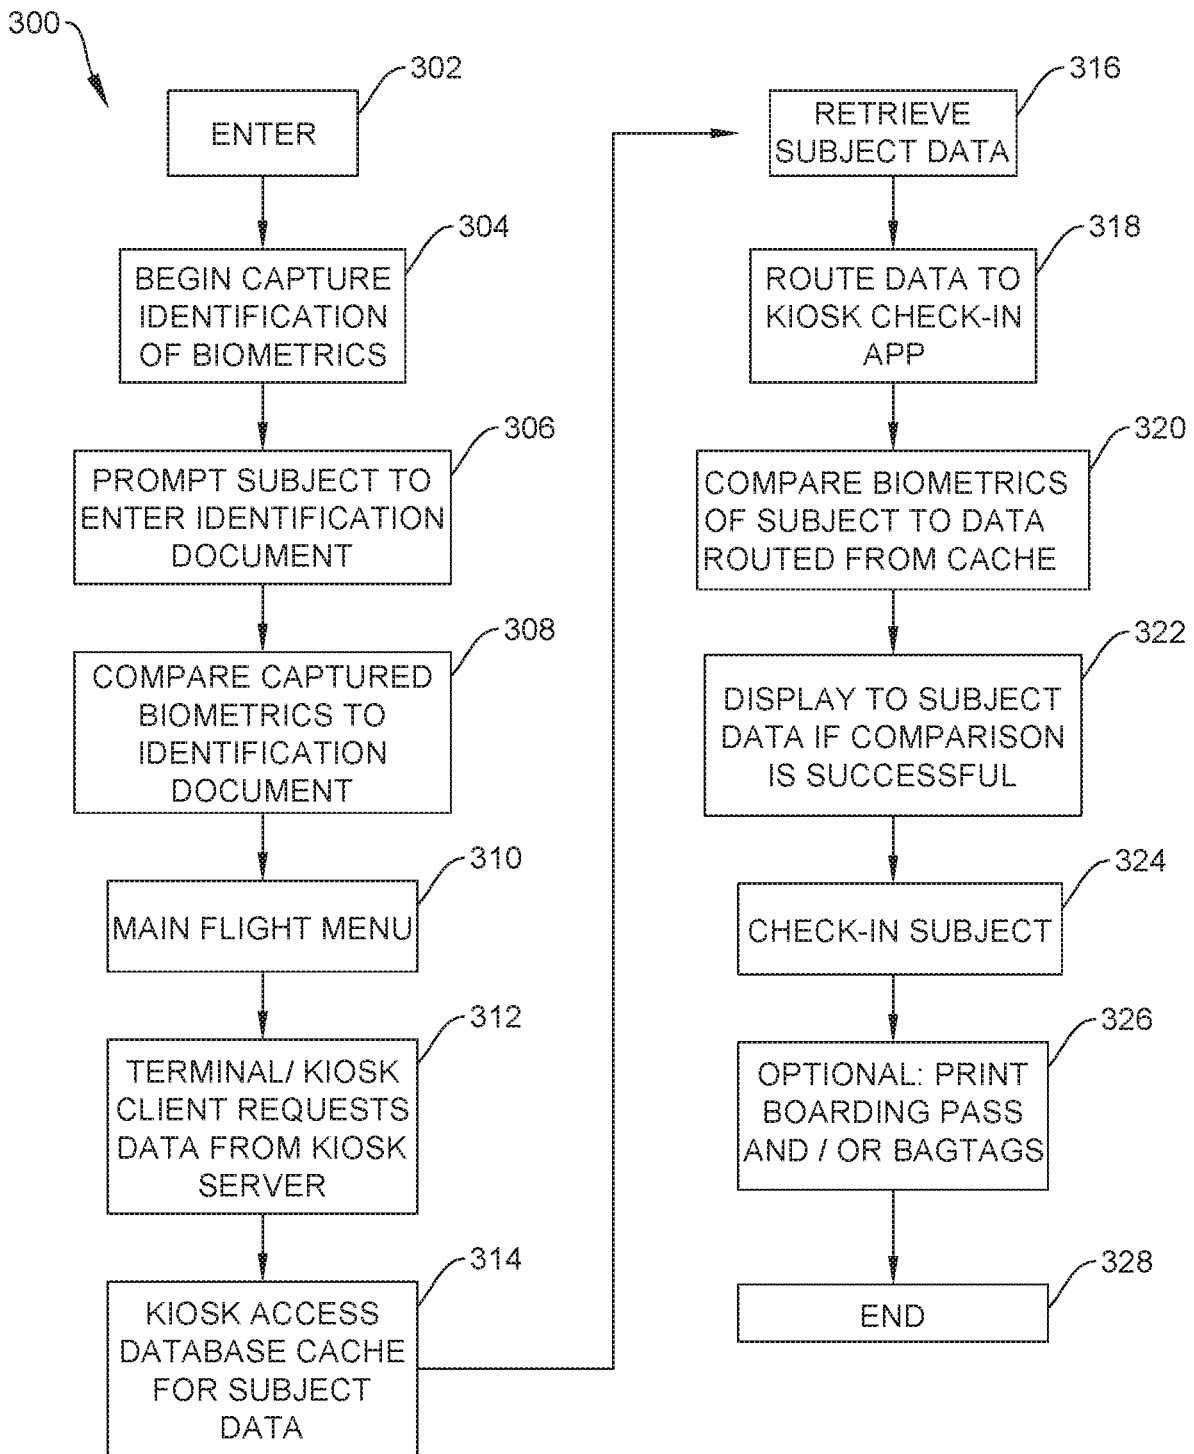 300
302
ENTER
304
BEGIN CAPTURE
IDENTIFICATION
OF BIOMETRICS
306
PROMPT SUBJECT TO
ENTER IDENTIFICATION
DOCUMENT
308
COMPARE CAPTURED
BIOMETRICS TO
IDENTIFICATION
DOCUMENT
310
MAIN FLIGHT MENU
312
TERMINAL/ KIOSK
CLIENT REQUESTS
DATA FROM KIOSK
SERVER
314
KIOSK ACCESS
DATABASE CACHE
FOR SUBJECT
DATA
316
RETRIEVE
SUBJECT DATA
318
ROUTE DATA TO
KIOSK CHECK-IN
APP
320
COMPARE BIOMETRICS
OF SUBJECT TO DATA
ROUTED FROM CACHE
322
DISPLAY TO SUBJECT
DATA IF COMPARISON
IS SUCCESSFUL
324
CHECK-IN SUBJECT
326
OPTIONAL: PRINT
BOARDING PASS
AND / OR BAGTAGS
328
END